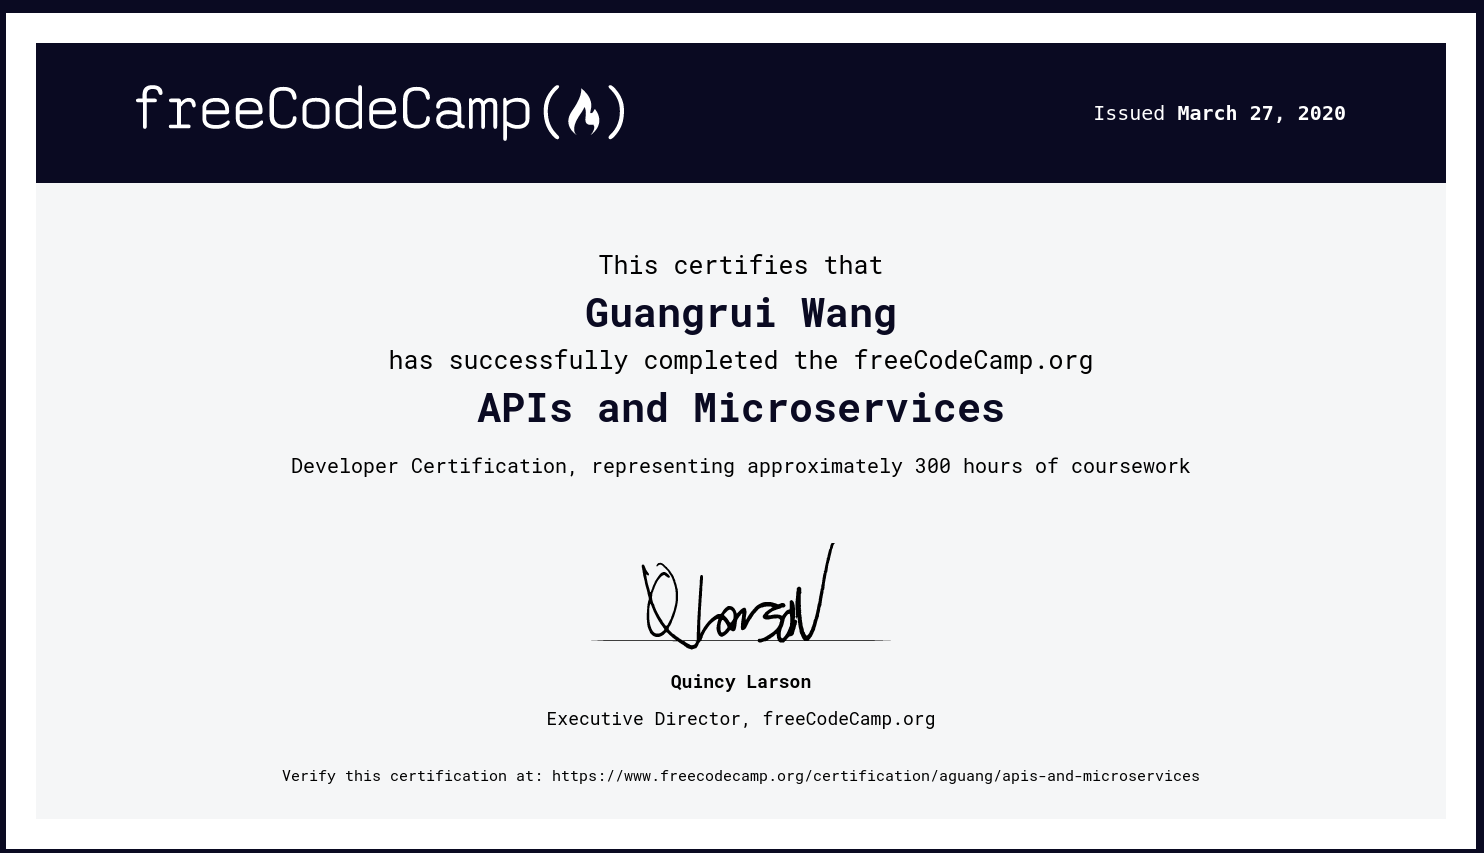 freeCodeCamp(🔥)
Issued March 27, 2020
This certifies that
Guangrui Wang
has successfully completed the freeCodeCamp.org
APIs and Microservices
Developer Certification, representing approximately 300 hours of coursework
Q Larson
Quincy Larson
Executive Director, freeCodeCamp.org
Verify this certification at: https://www.freecodecamp.org/certification/aguang/apis-and-microservices